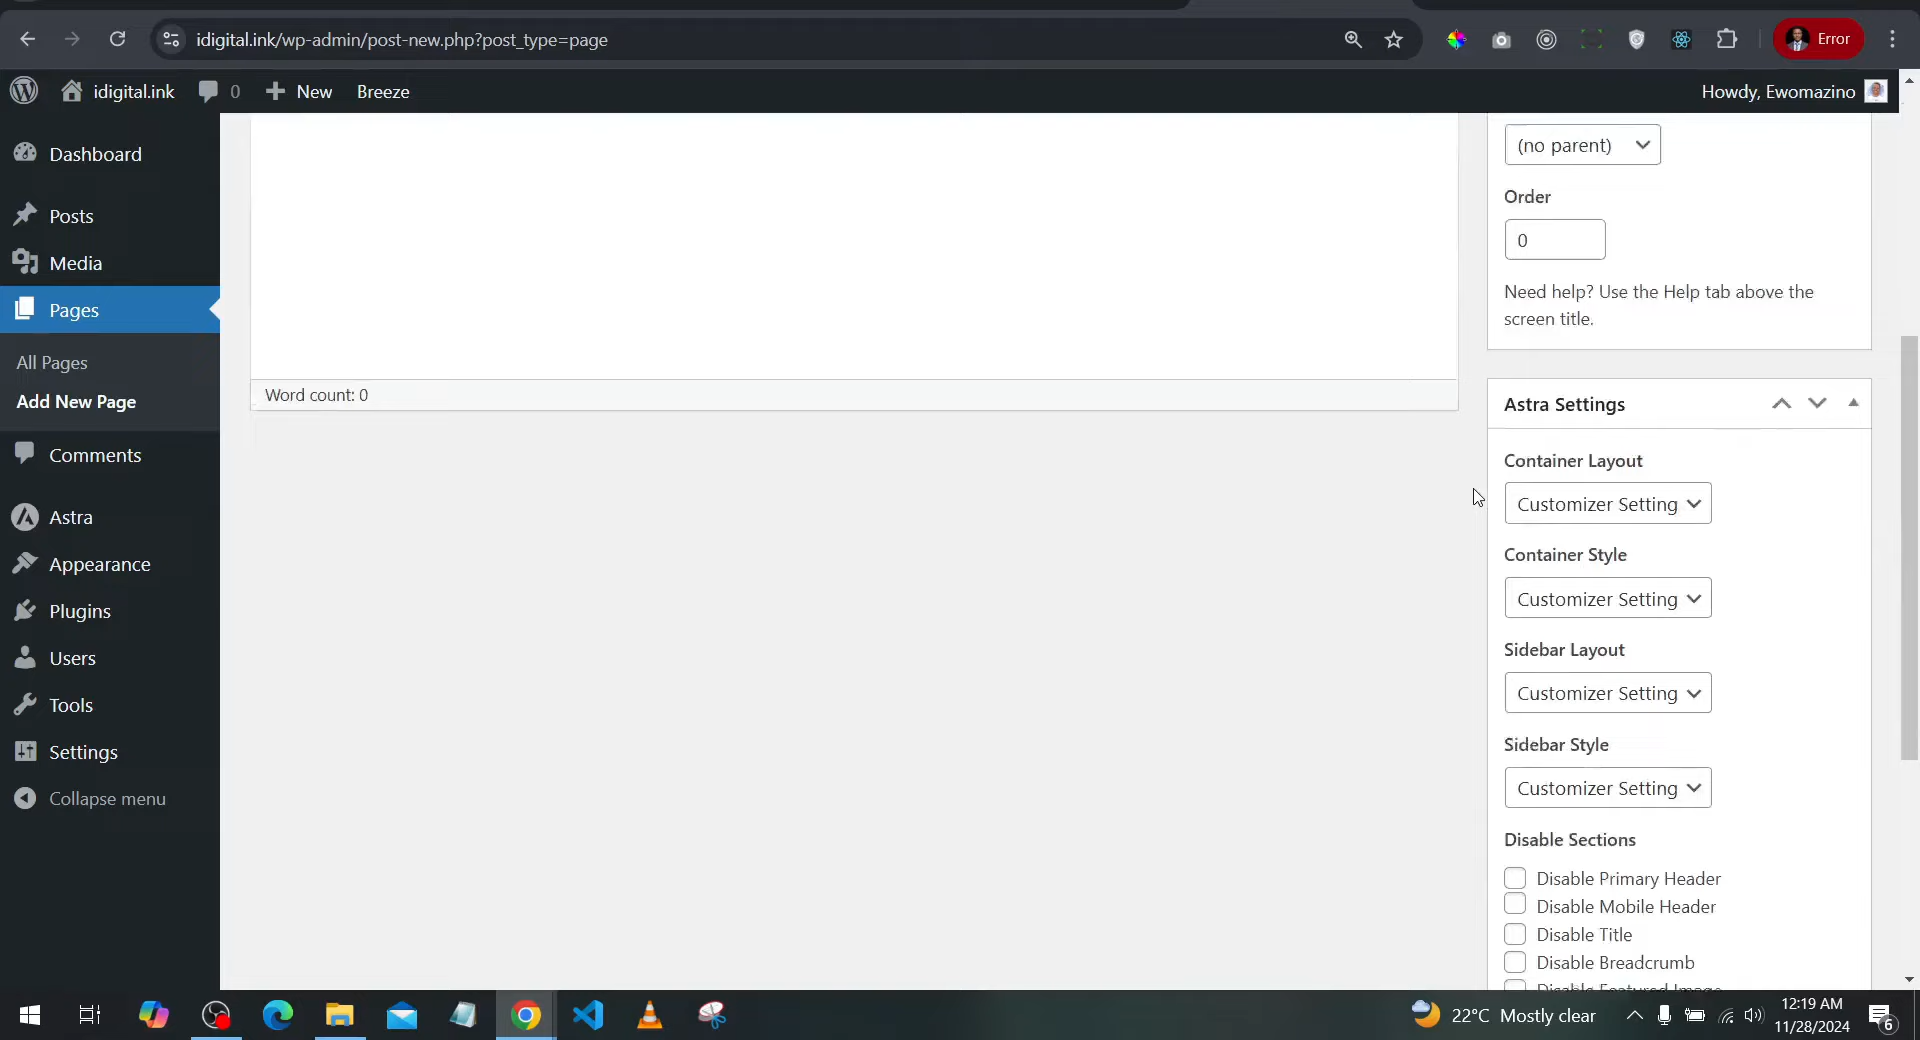 idigital.ink/wp-admin/post-new.php?post_type=page
Error
idigital.ink
0
New
Breeze
Howdy, Ewomazino
Dashboard
Posts
Media
Pages
All Pages
Add New Page
Comments
Astra
Appearance
Plugins
Users
Tools
Settings
Collapse menu
Word count: 0
(no parent)
Order
0
Need help? Use the Help tab above the
screen title.
Astra Settings
Container Layout
Customizer Setting
Container Style
Customizer Setting
Sidebar Layout
Customizer Setting
Sidebar Style
Customizer Setting
Disable Sections
Disable Primary Header
Disable Mobile Header
Disable Title
Disable Breadcrumb
Disable Featured Image
22°C Mostly clear
12:19 AM
11/28/2024
6